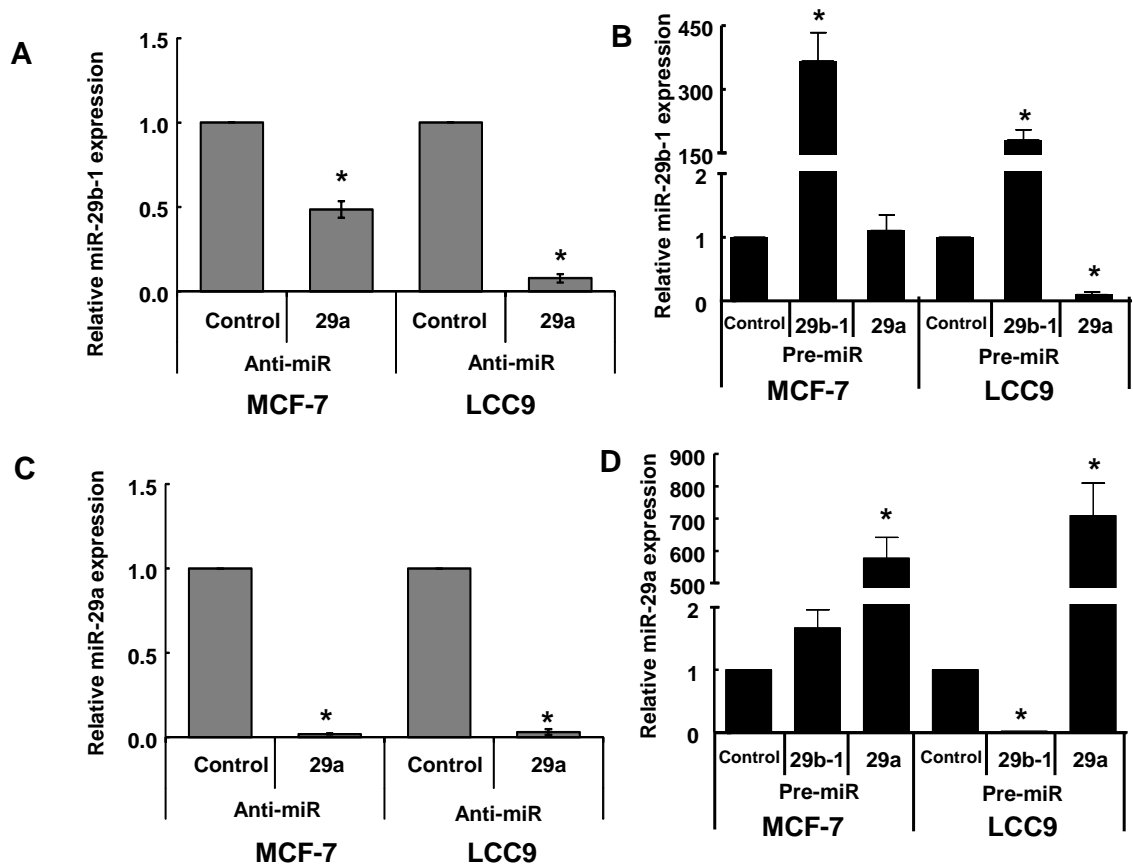 A
Relative miR-29b-1 expression
1.5
1.0
0.5
0.0
*
*
Control 29a Control 29a
Anti-miR Anti-miR
MCF-7 LCC9
B
Relative miR-29b-1 expression
450
300
150
2
1
0
*
*
*
Control 29b-1 29a Control 29b-1 29a
Pre-miR Pre-miR
MCF-7 LCC9
C
Relative miR-29a expression
1.5
1.0
0.5
0.0
*
*
Control 29a Control 29a
Anti-miR Anti-miR
MCF-7 LCC9
D
Relative miR-29a expression
900
800
700
600
500
2
1
0
*
*
*
Control 29b-1 29a Control 29b-1 29a
Pre-miR Pre-miR
MCF-7 LCC9